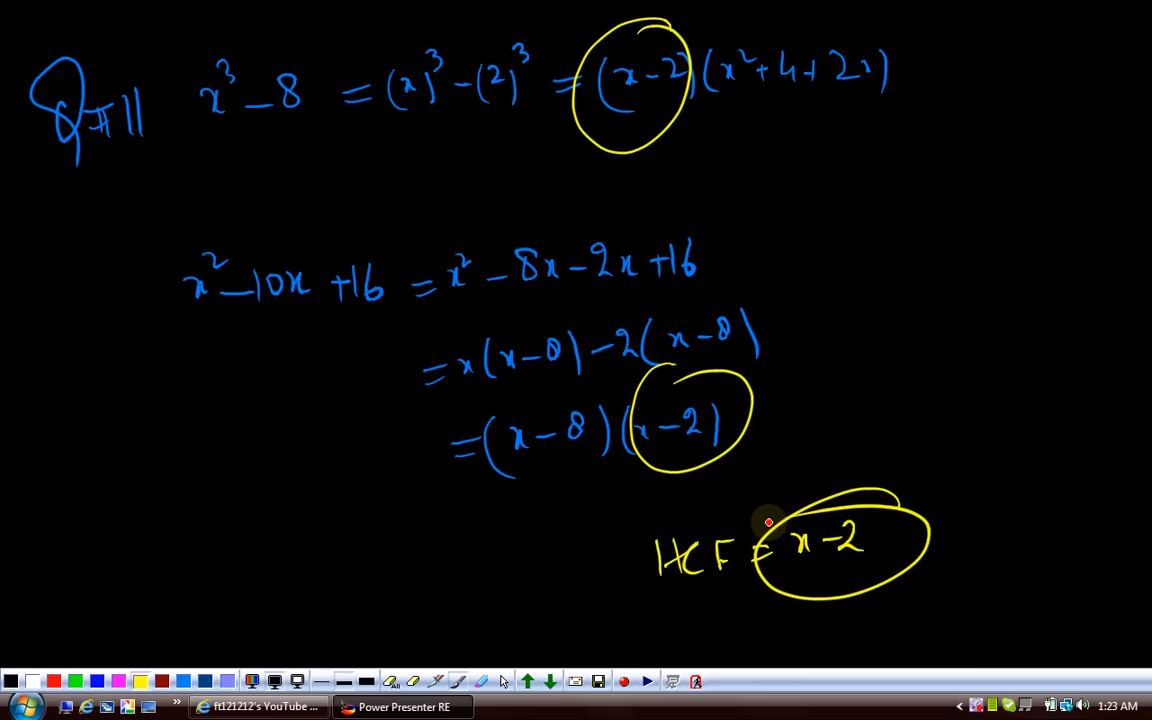 Q#11 x³ - 8 = (x)³ - (2)³ = (x-2)(x²+4+2x)
x² - 10x + 16 = x² - 8x - 2x + 16
= x(x-8) - 2(x-8)
= (x-8)(x-2)
HCF = x-2
ft121212's YouTube ... Power Presenter RE 1:23 AM